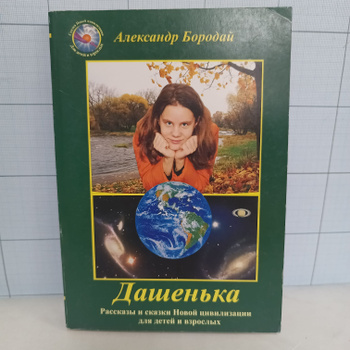 Александр Бородай
Дашенька
Рассказы и сказки Новой цивилизации
для детей и взрослых